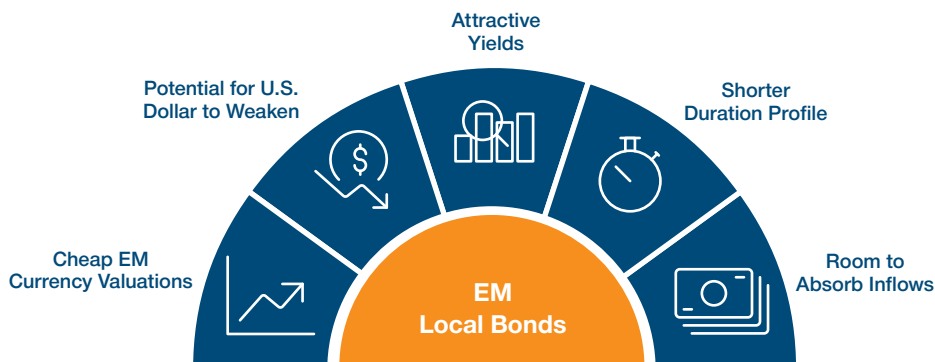 Attractive
Yields
Potential for U.S.
Dollar to Weaken
Shorter
Duration Profile
Cheap EM
Currency Valuations
Room to
Absorb Inflows
$
EM
Local Bonds